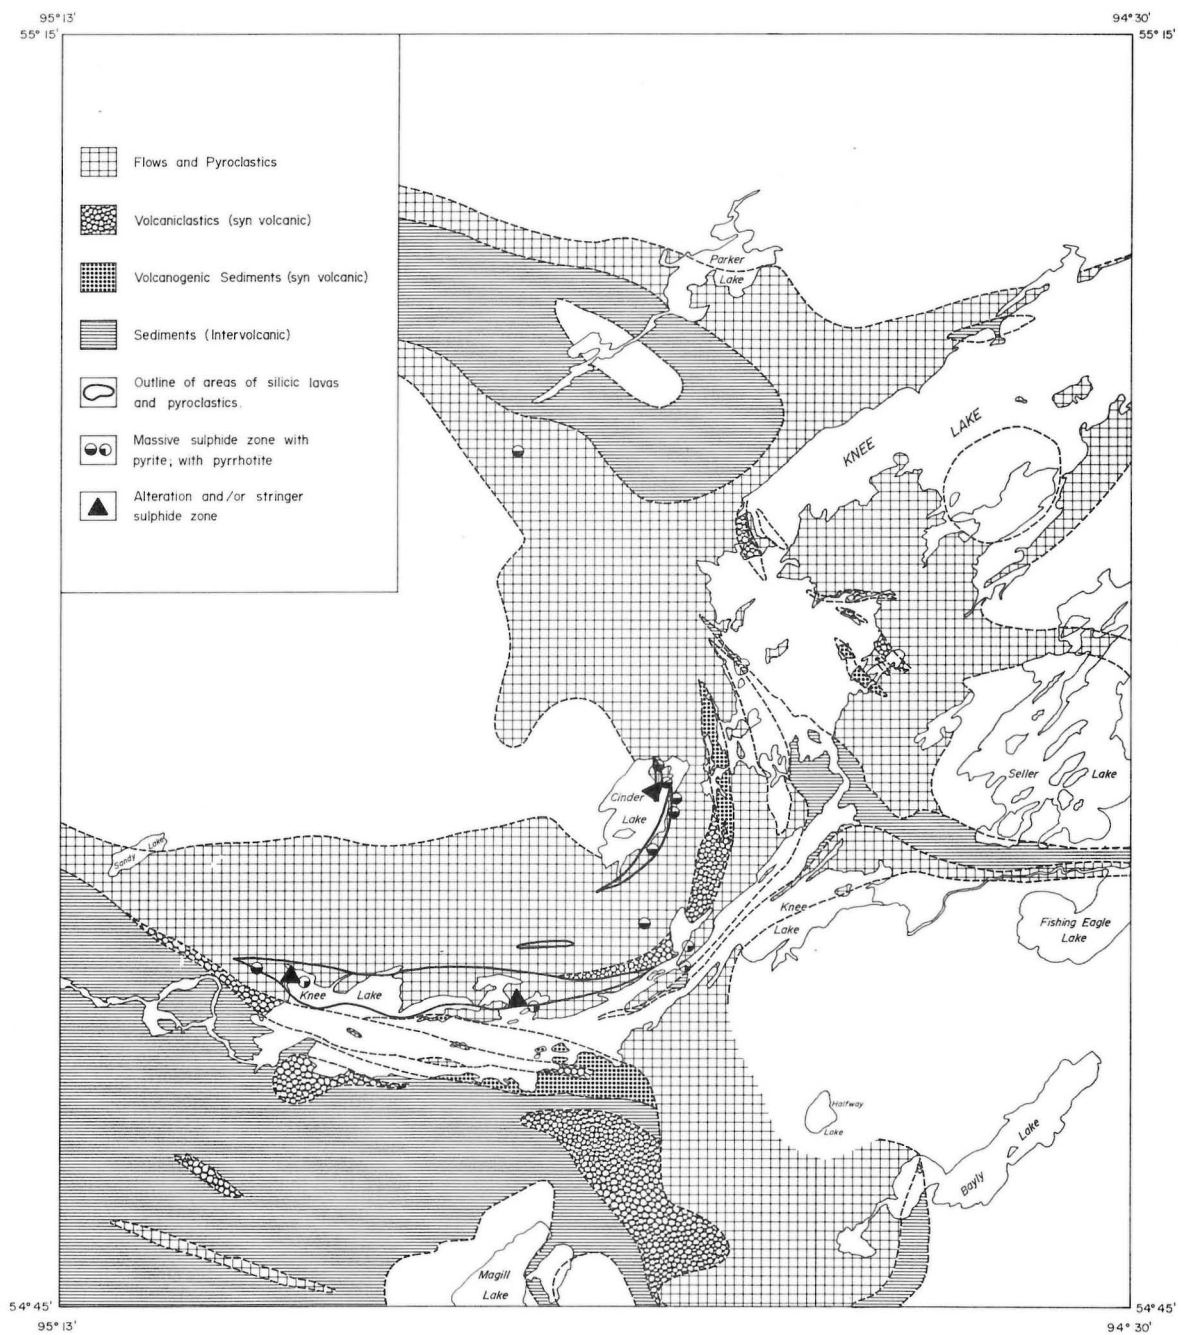 95° 13'
94° 30'
55° 15'
55° 15'
Flows and Pyroclastics
Volcaniclastics (syn volcanic)
Volcanogenic Sediments (syn volcanic)
Sediments (Intervolcanic)
Outline of areas of silicic lavas
and pyroclastics.
Massive sulphide zone with
pyrite; with pyrrhotite
Alteration and/or stringer
sulphide zone
Parker
Lake
KNEE LAKE
Cinder
Lake
Seller Lake
Sandy Lake
Knee
Lake
Fishing Eagle
Lake
Knee Lake
Halfway
Lake
Bayly Lake
Magill
Lake
54° 45'
54° 45'
95° 13'
94° 30'